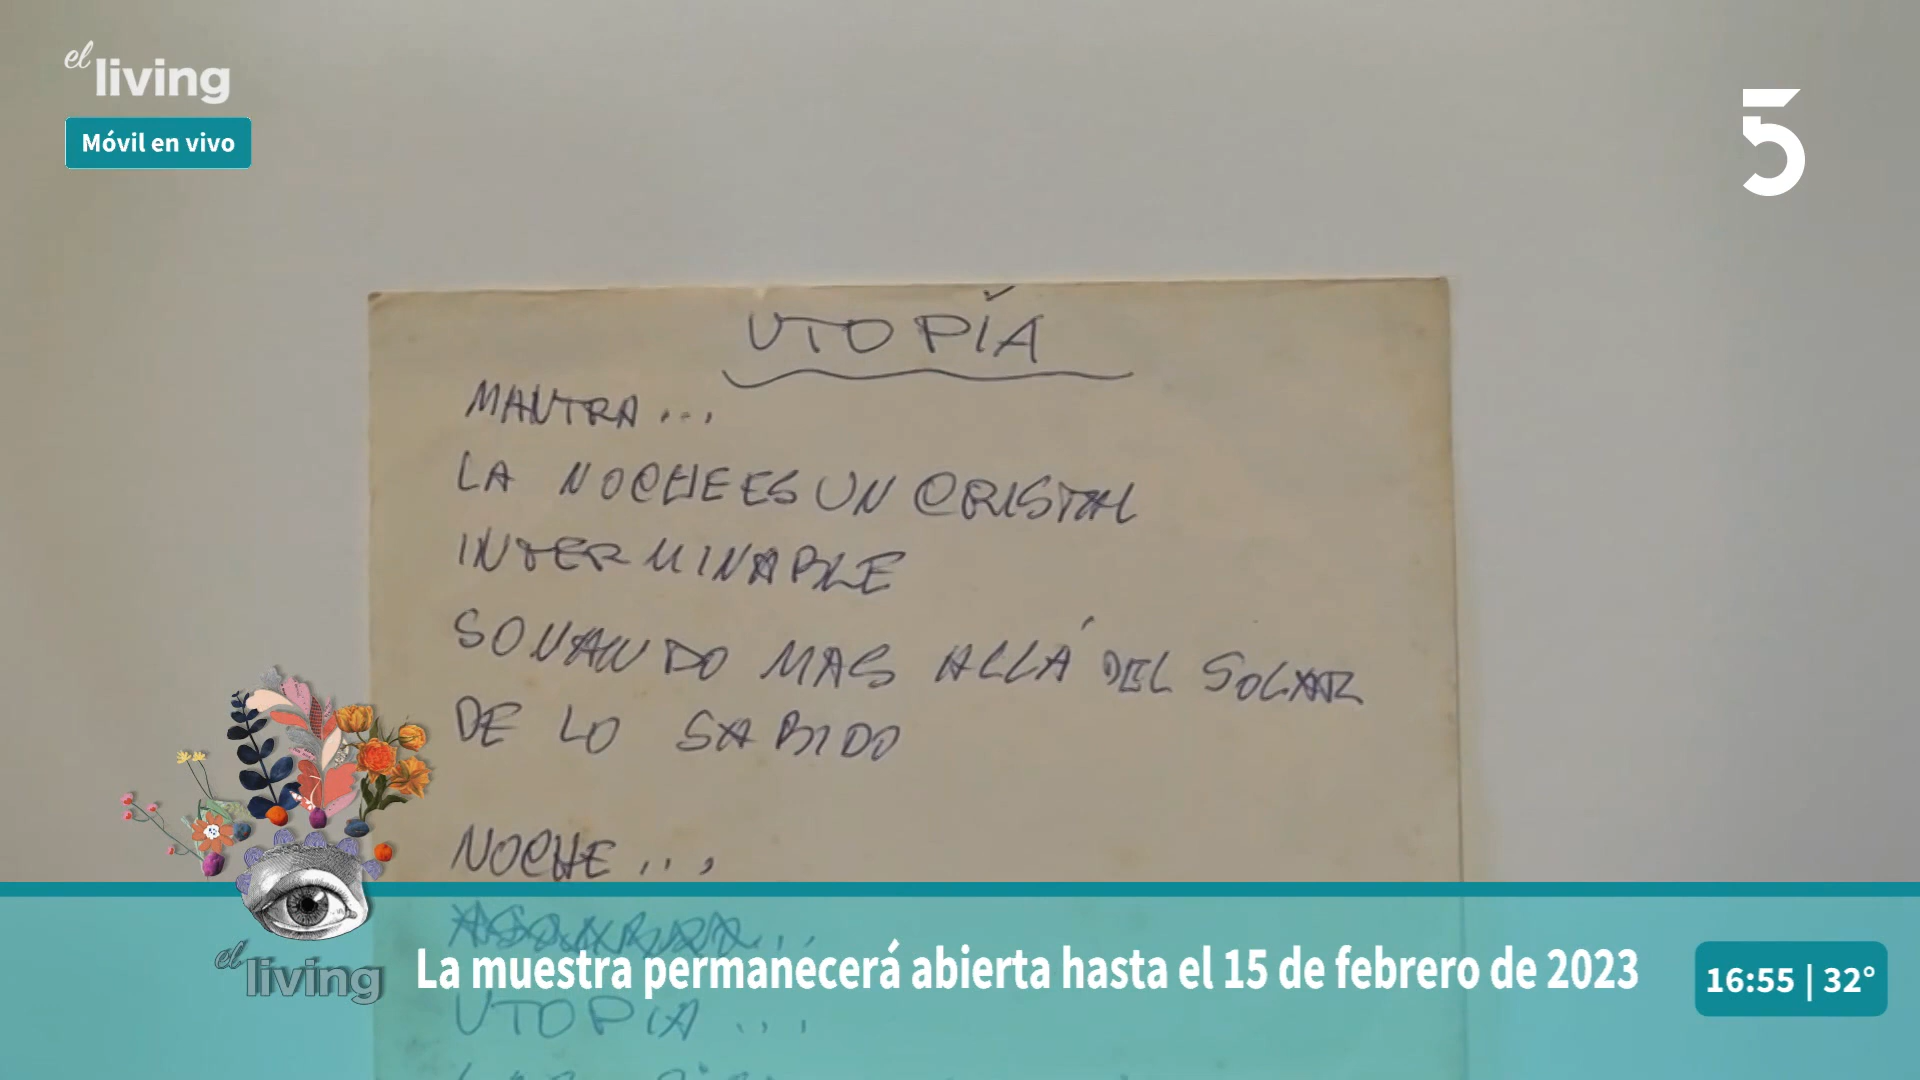 el living
Móvil en vivo
5
UTOPÍA
MANTRA...
LA NOCHE ES UN CRISTAL
INTERMINABLE
SONANDO MAS ALLÁ DEL SOLAR
DE LO SABIDO
NOCHE...
UTOPIA...
el living
La muestra permanecerá abierta hasta el 15 de febrero de 2023
16:55 | 32°